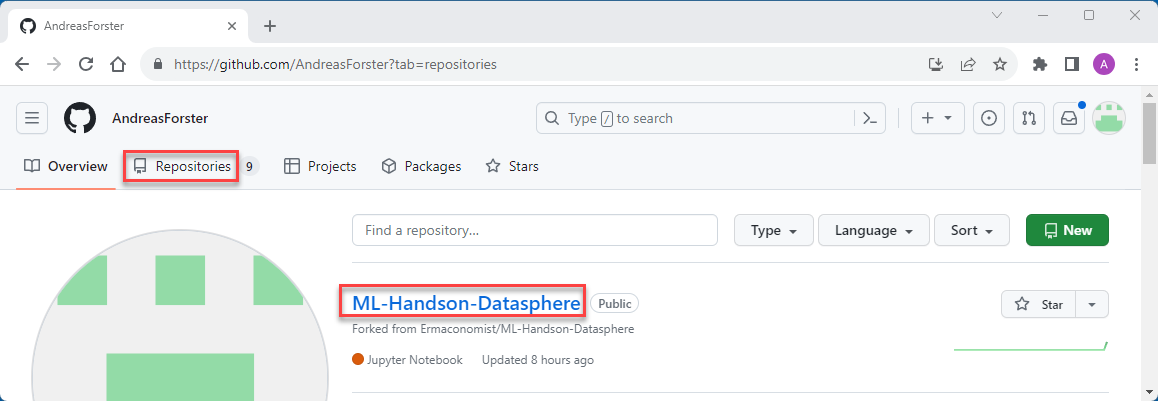 AndreasForster
https://github.com/AndreasForster?tab=repositories
A
AndreasForster
Type / to search
Overview Repositories 9 Projects Packages Stars
Find a repository...
Type Language Sort New
ML-Handson-Datasphere Public Star
Forked from Ermaconomist/ML-Handson-Datasphere
Jupyter Notebook Updated 8 hours ago